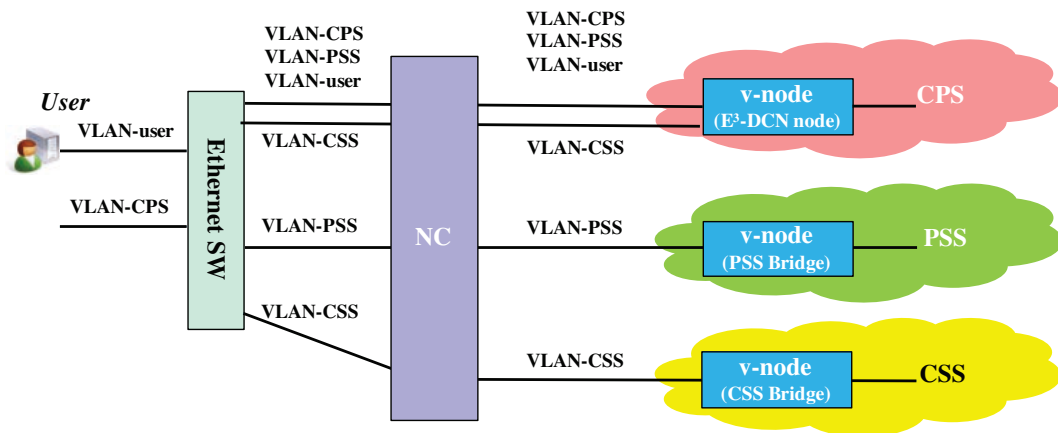 VLAN-CPS
VLAN-PSS
VLAN-user
VLAN-CPS
VLAN-PSS
VLAN-user
User
VLAN-user
VLAN-CPS
Ethernet SW
VLAN-CSS
VLAN-PSS
VLAN-CSS
NC
VLAN-CSS
VLAN-PSS
VLAN-CSS
v-node
(E³-DCN node)
CPS
v-node
(PSS Bridge)
PSS
v-node
(CSS Bridge)
CSS